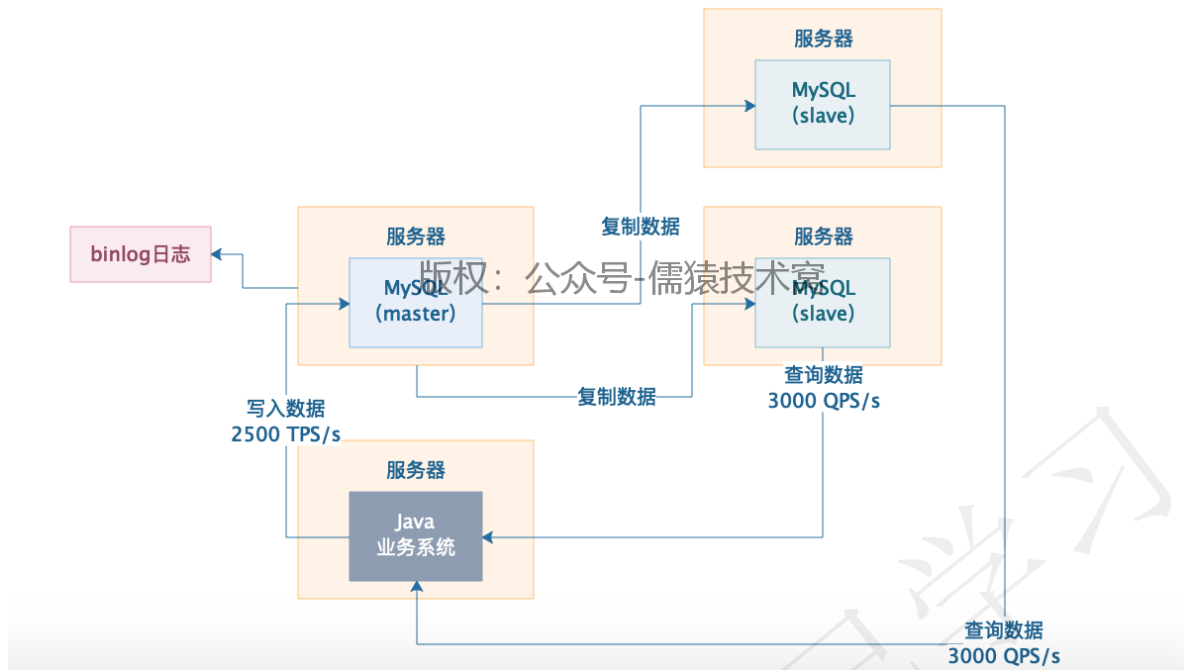 服务器
MySQL
（slave）
复制数据
服务器
MySQL
（master）
binlog日志
服务器
MySQL
（slave）
版权：公众号-儒猿技术窝
复制数据
查询数据
3000 QPS/s
写入数据
2500 TPS/s
服务器
Java
业务系统
查询数据
3000 QPS/s
学习